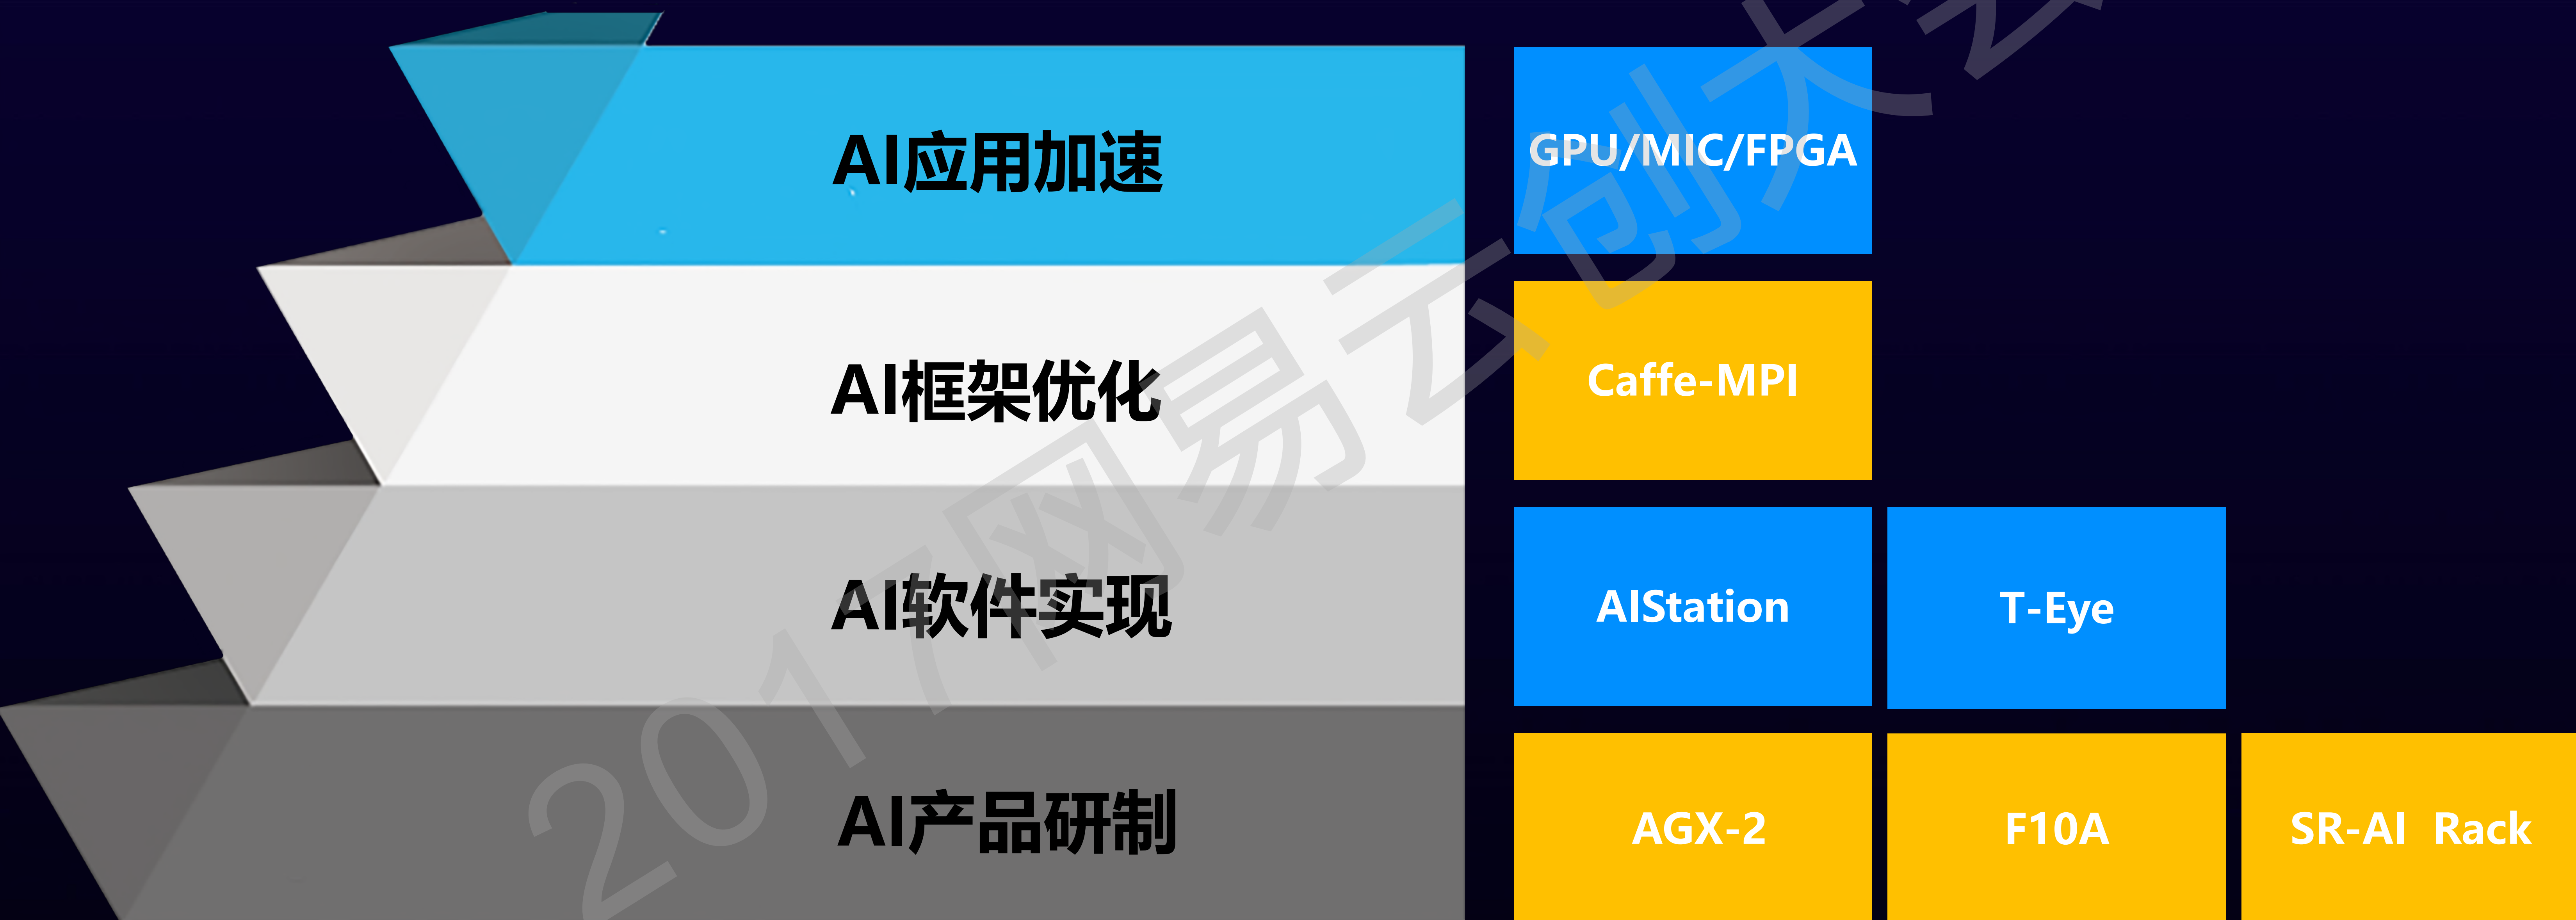 AI应用加速
GPU/MIC/FPGA
AI框架优化
Caffe-MPI
AI软件实现
AIStation
T-Eye
AI产品研制
AGX-2
F10A
SR-AI Rack
2017网易云创大会